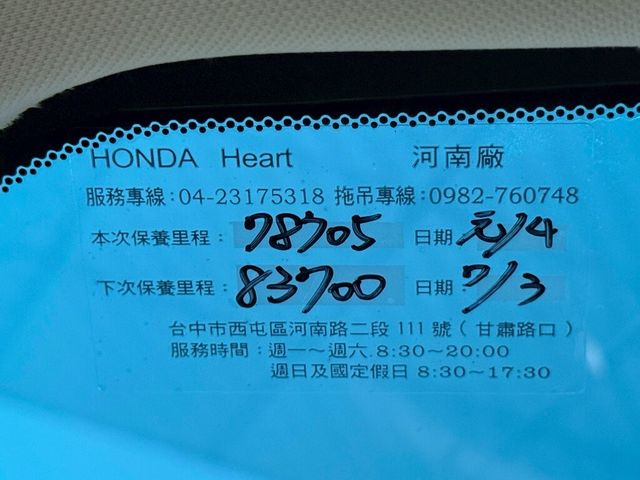 HONDA Heart 河南廠
服務專線:04-23175318 拖吊專線:0982-760748
本次保養里程: 78705 日期 元/4
下次保養里程: 83700 日期 7/3
台中市西屯區河南路二段 111 號 ( 甘肅路口 )
服務時間:週一～週六 8:30～20:00
週日及國定假日 8:30～17:30